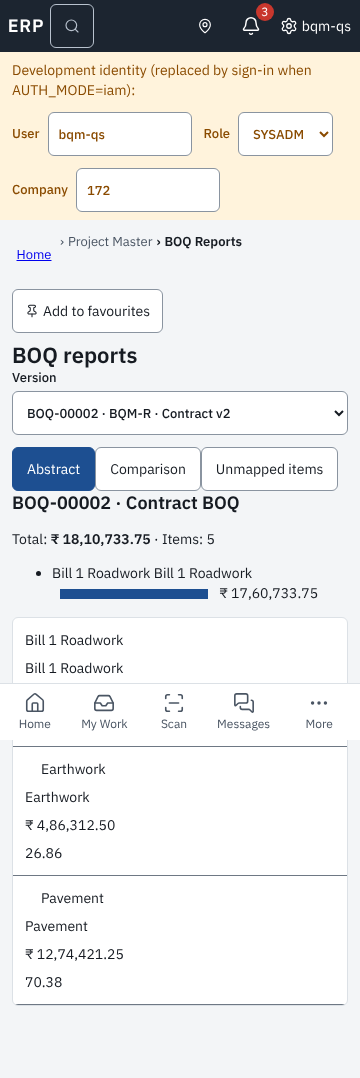 ERP
3
bqm-qs
Development identity (replaced by sign-in when
AUTH_MODE=iam):
User bqm-qs Role SYSADM
Company 172
Home › Project Master › BOQ Reports
Add to favourites
BOQ reports
Version
BOQ-00002 · BQM-R · Contract v2
Abstract Comparison Unmapped items
BOQ-00002 · Contract BOQ
Total: ₹ 18,10,733.75 · Items: 5
• Bill 1 Roadwork Bill 1 Roadwork
₹ 17,60,733.75
Bill 1 Roadwork
Bill 1 Roadwork
Home My Work Scan Messages More
Earthwork
Earthwork
₹ 4,86,312.50
26.86
Pavement
Pavement
₹ 12,74,421.25
70.38